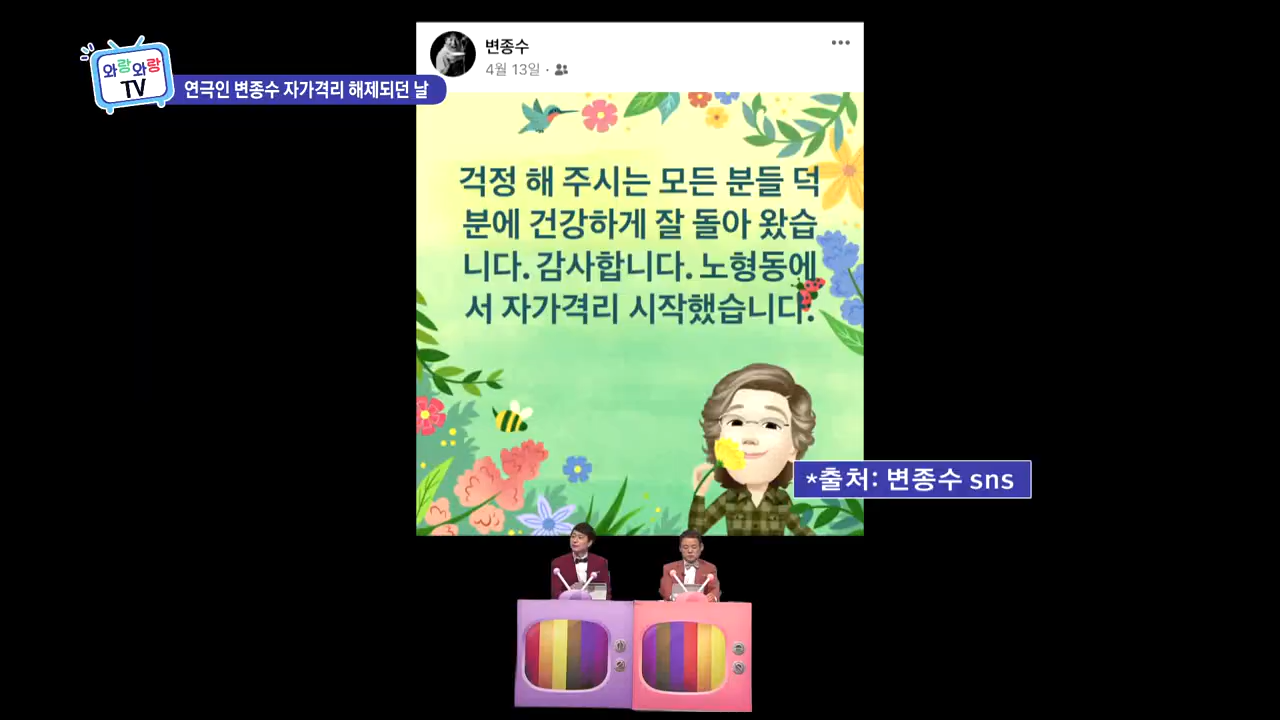 와랑와랑
TV
연극인 변종수 자가격리 해제되던 날
변종수
4월 13일
걱정 해 주시는 모든 분들 덕
분에 건강하게 잘 돌아 왔습
니다. 감사합니다. 노형동에
서 자가격리 시작했습니다.
*출처: 변종수 sns